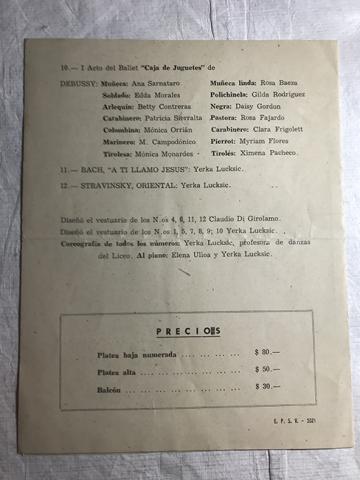 10.— I Acto del Ballet "Caja de Juguetes" de
DEBUSSY: Muñeca: Ana Sarnataro Muñeca linda: Rosa Baeza
Soldado: Edda Morales Polichinela: Gilda Rodríguez
Arlequín: Betty Contreras Negra: Daisy Gordon
Carabinero: Patricia Sierralta Pastora: Rosa Fajardo
Colombina: Mónica Orrián Carabinero: Clara Frigolett
Marinero: M. Campodónico Pierrot: Myriam Flores
Tirolesa: Mónica Monardes Tirolés: Ximena Pacheco.
11.— BACH, "A TI LLAMO JESUS": Yerka Lucksic.
12.— STRAVINSKY, ORIENTAL: Yerka Lucksic.
Diseñó el vestuario de los N.os 4, 6, 11, 12 Claudio Di Girolamo.
Diseñó el vestuario de los N.os 1, 5, 7, 8, 9; 10 Yerka Lucksic.
Coreografía de todos los números: Yerka Lucksic, profesora de danzas
del Liceo. Al piano: Elena Ulloa y Yerka Lucksic.
PRECIOS
Platea baja numerada ... ... ... ... $ 80.—
Platea alta ... ... ... ... ... ... $ 50.—
Balcón ... ... ... ... ... ... ... $ 30.—
E. P. S. V. - 5521